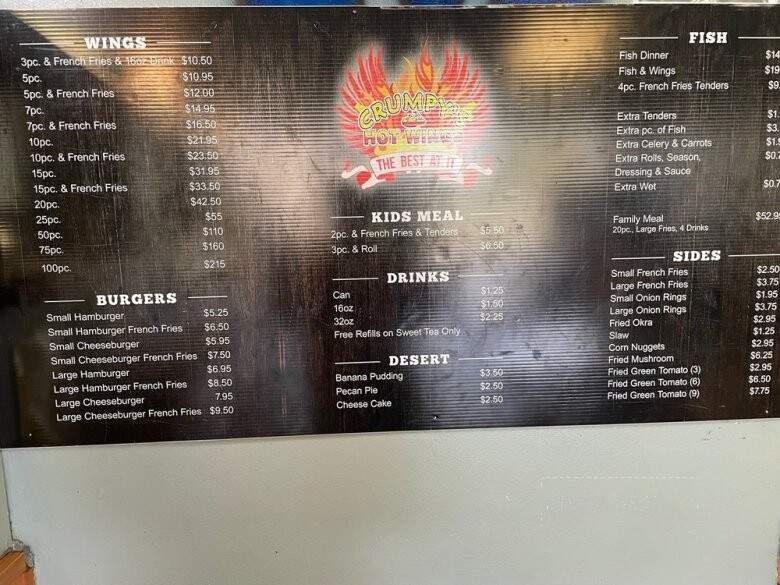 WINGS
3pc. & French Fries & 16oz Drink $10.50
5pc. $10.95
5pc. & French Fries $12.00
7pc. $14.95
7pc. & French Fries $16.50
10pc. $21.95
10pc. & French Fries $23.50
15pc. $31.95
15pc. & French Fries $33.50
20pc. $42.50
25pc. $55
50pc. $110
75pc. $160
100pc. $215
BURGERS
Small Hamburger $5.25
Small Hamburger French Fries $6.50
Small Cheeseburger $5.95
Small Cheeseburger French Fries $7.50
Large Hamburger $6.95
Large Hamburger French Fries $8.50
Large Cheeseburger 7.95
Large Cheeseburger French Fries $9.50
CRUMPY'S
HOT WINGS
THE BEST AT IT
KIDS MEAL
2pc. & French Fries & Tenders $5.50
3pc. & Roll $6.50
DRINKS
Can $1.25
16oz $1.50
32oz $2.25
Free Refills on Sweet Tea Only
DESERT
Banana Pudding $3.50
Pecan Pie $2.50
Cheese Cake $2.50
FISH
Fish Dinner $14
Fish & Wings $19
4pc. French Fries Tenders $9.
Extra Tenders $1.
Extra pc. of Fish $3.
Extra Celery & Carrots $1.
Extra Rolls, Season, $0.7
Dressing & Sauce
Extra Wet $0.7
Family Meal $52.95
20pc., Large Fries, 4 Drinks
SIDES
Small French Fries $2.50
Large French Fries $3.75
Small Onion Rings $1.95
Large Onion Rings $3.75
Fried Okra $2.95
Slaw $1.25
Corn Nuggets $2.95
Fried Mushroom $6.25
Fried Green Tomato (3) $2.95
Fried Green Tomato (6) $6.50
Fried Green Tomato (9) $7.75